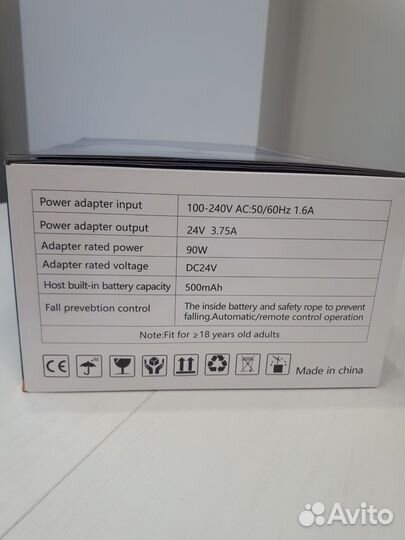 Power adapter input 100-240V AC:50/60Hz 1.6A
Power adapter output 24V 3.75A
Adapter rated power 90W
Adapter rated voltage DC24V
Host built-in battery capacity 500mAh
Fall prevebtion control The inside battery and safety rope to prevent
falling.Automatic/remote control operation
Note:Fit for ≥18 years old adults
CE Made in china
Avito